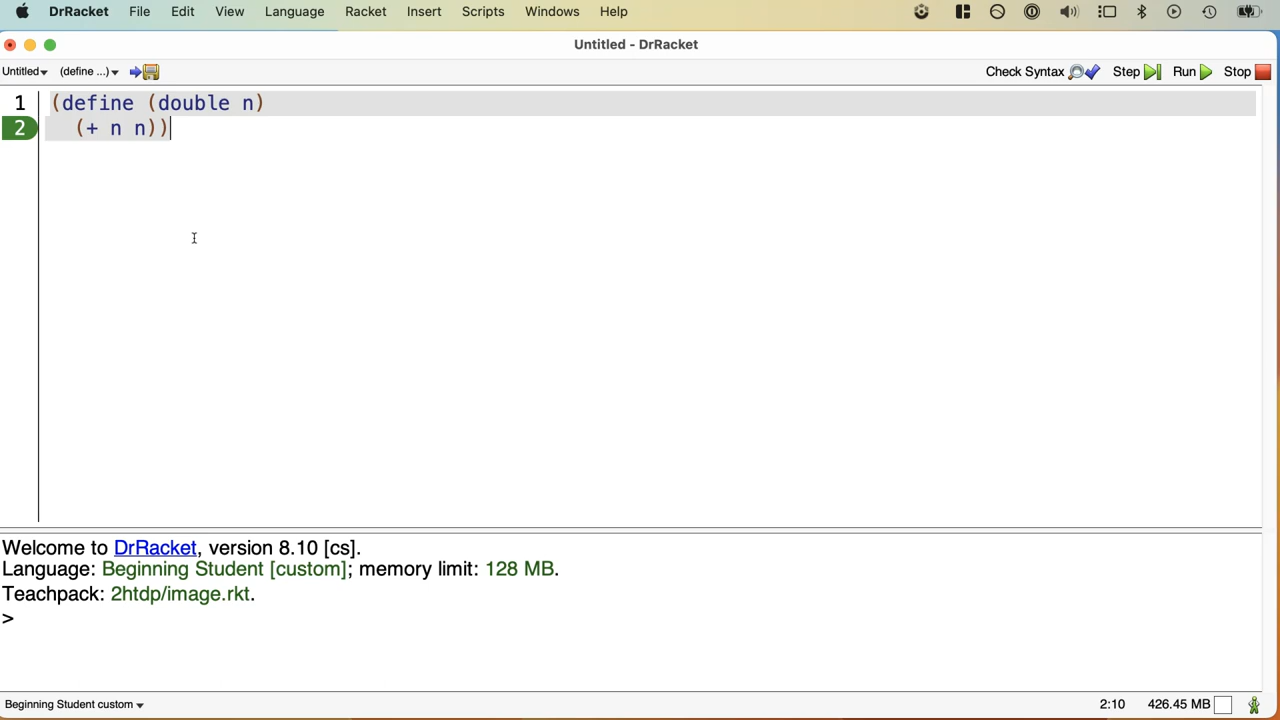 DrRacket File Edit View Language Racket Insert Scripts Windows Help
Untitled - DrRacket
Untitled (define ...) Check Syntax Step Run Stop
1 (define (double n)
2 (+ n n))
Welcome to DrRacket, version 8.10 [cs].
Language: Beginning Student [custom]; memory limit: 128 MB.
Teachpack: 2htdp/image.rkt.
>
Beginning Student custom 2:10 426.45 MB